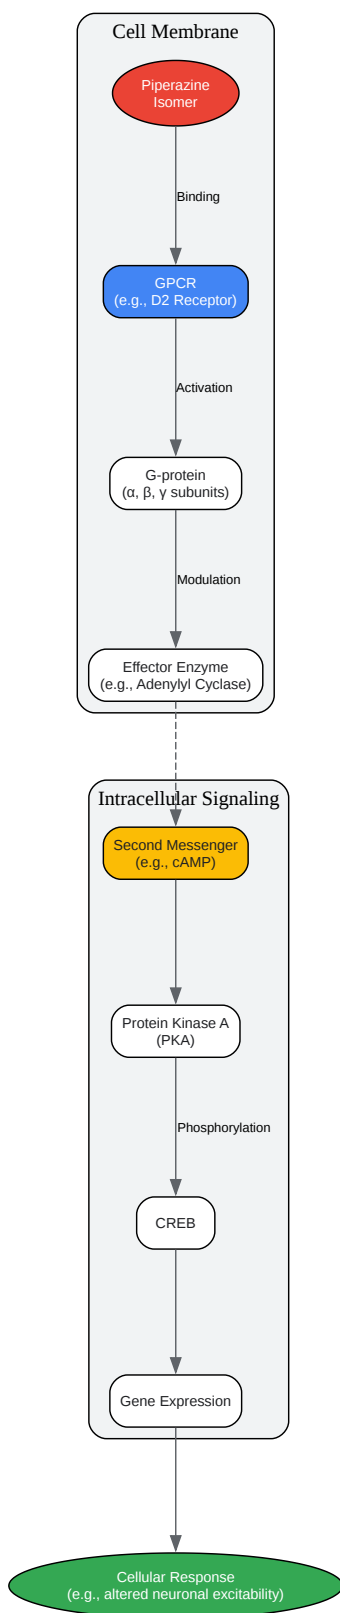 Cell Membrane
Piperazine
Isomer
Binding
GPCR
(e.g., D2 Receptor)
Activation
G-protein
(α, β, γ subunits)
Modulation
Effector Enzyme
(e.g., Adenylyl Cyclase)
Intracellular Signaling
Second Messenger
(e.g., cAMP)
Protein Kinase A
(PKA)
Phosphorylation
CREB
Gene Expression
Cellular Response
(e.g., altered neuronal excitability)